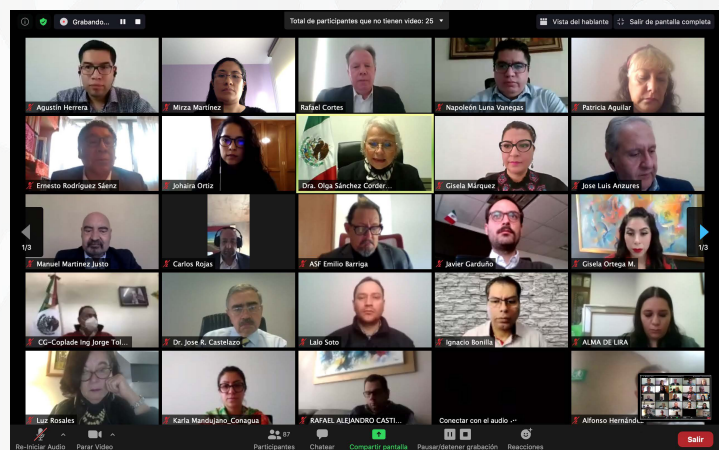 Grabando...
Total de participantes que no tienen video: 25
Vista del hablante
Salir de pantalla completa
Agustín Herrera
Mirza Martínez
Rafael Cortes
Napoleón Luna Vanegas
Patricia Aguilar
Ernesto Rodríguez Sáenz
Johaira Ortiz
Dra. Olga Sánchez Corder...
Gisela Márquez
Jose Luis Anzures
1/3
1/3
Manuel Martínez Justo
Carlos Rojas
ASF Emilio Barriga
Javier Garduño
Gisela Ortega M.
CG-Coplade Ing Jorge Tol...
Dr. Jose R. Castelazo
Lalo Soto
Ignacio Bonilla
ALMA DE LIRA
Luz Rosales
Karla Mandujano_Conagua
RAFAEL ALEJANDRO CASTI...
Conectar con el audio ...
Alfonso Hernánd...
Re-Iniciar Audio
Parar Video
87
Participantes
Chatear
Compartir pantalla
Pausar/detener grabación
Reacciones
Salir